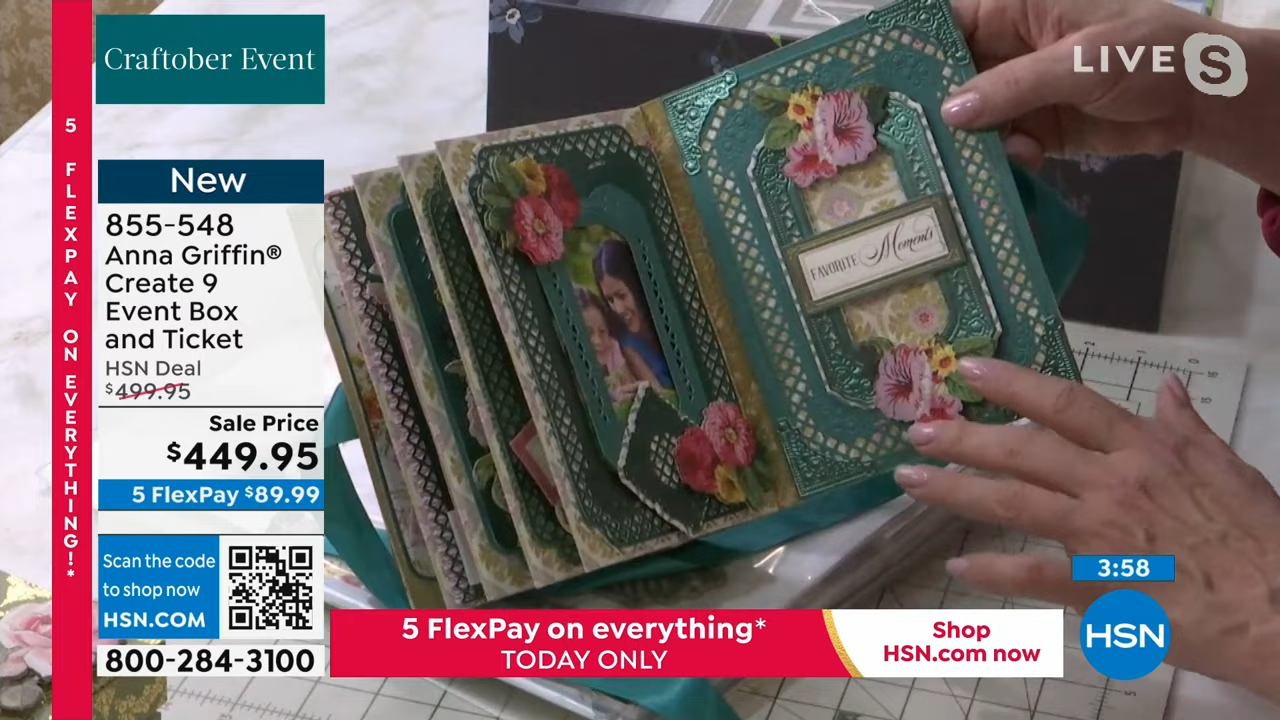 Craftober Event
LIVE S
5 FLEXPAY ON EVERYTHING!*
New
855-548
Anna Griffin®
Create 9
Event Box
and Ticket
HSN Deal
$499.95
Sale Price
$449.95
5 FlexPay $89.99
Scan the code
to shop now
HSN.COM
800-284-3100
FAVORITE Moments
5 FlexPay on everything*
TODAY ONLY
Shop
HSN.com now
3:58
HSN